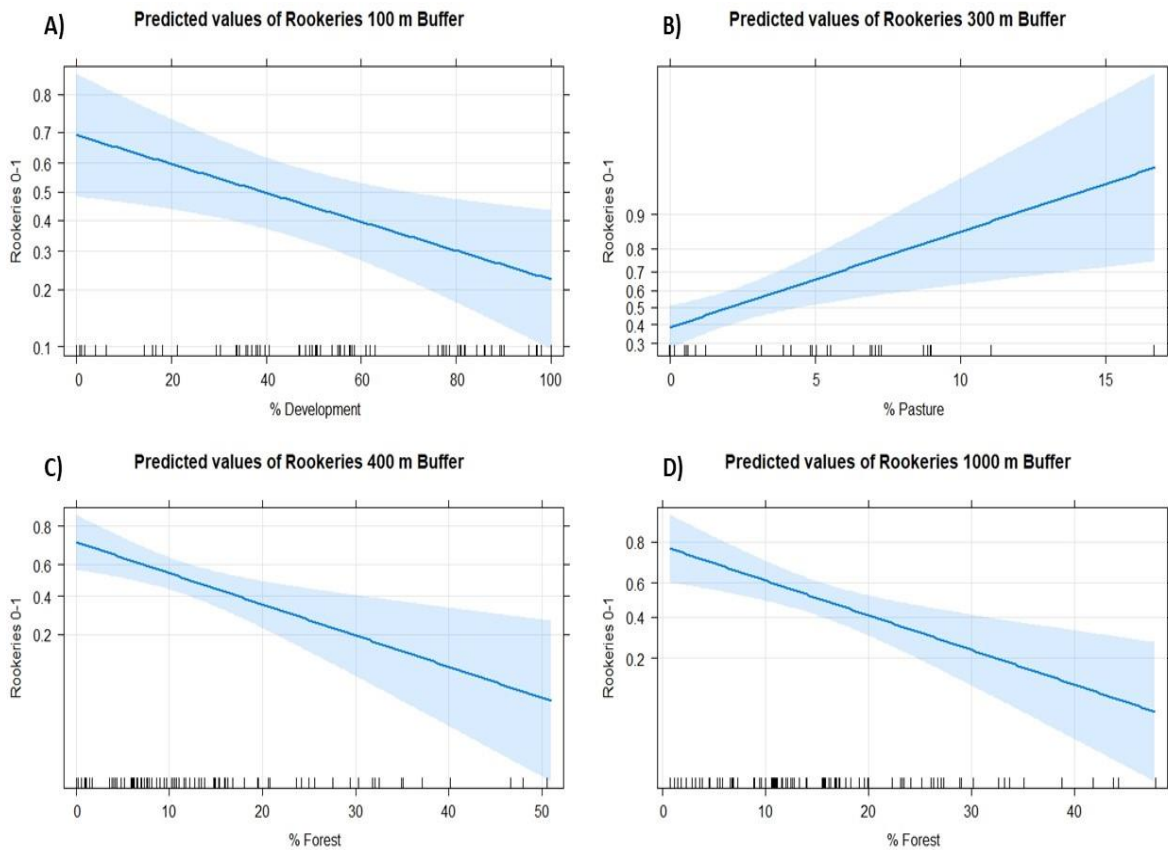 A)
Predicted values of Rookeries 100 m Buffer
Rookeries 0-1
0.8
0.7
0.6
0.5
0.4
0.3
0.2
0.1
0 20 40 60 80 100
% Development
B)
Predicted values of Rookeries 300 m Buffer
Rookeries 0-1
0.9
0.8
0.7
0.6
0.5
0.4
0.3
0 5 10 15
% Pasture
C)
Predicted values of Rookeries 400 m Buffer
Rookeries 0-1
0.8
0.6
0.4
0.2
0 10 20 30 40 50
% Forest
D)
Predicted values of Rookeries 1000 m Buffer
Rookeries 0-1
0.8
0.6
0.4
0.2
0 10 20 30 40
% Forest